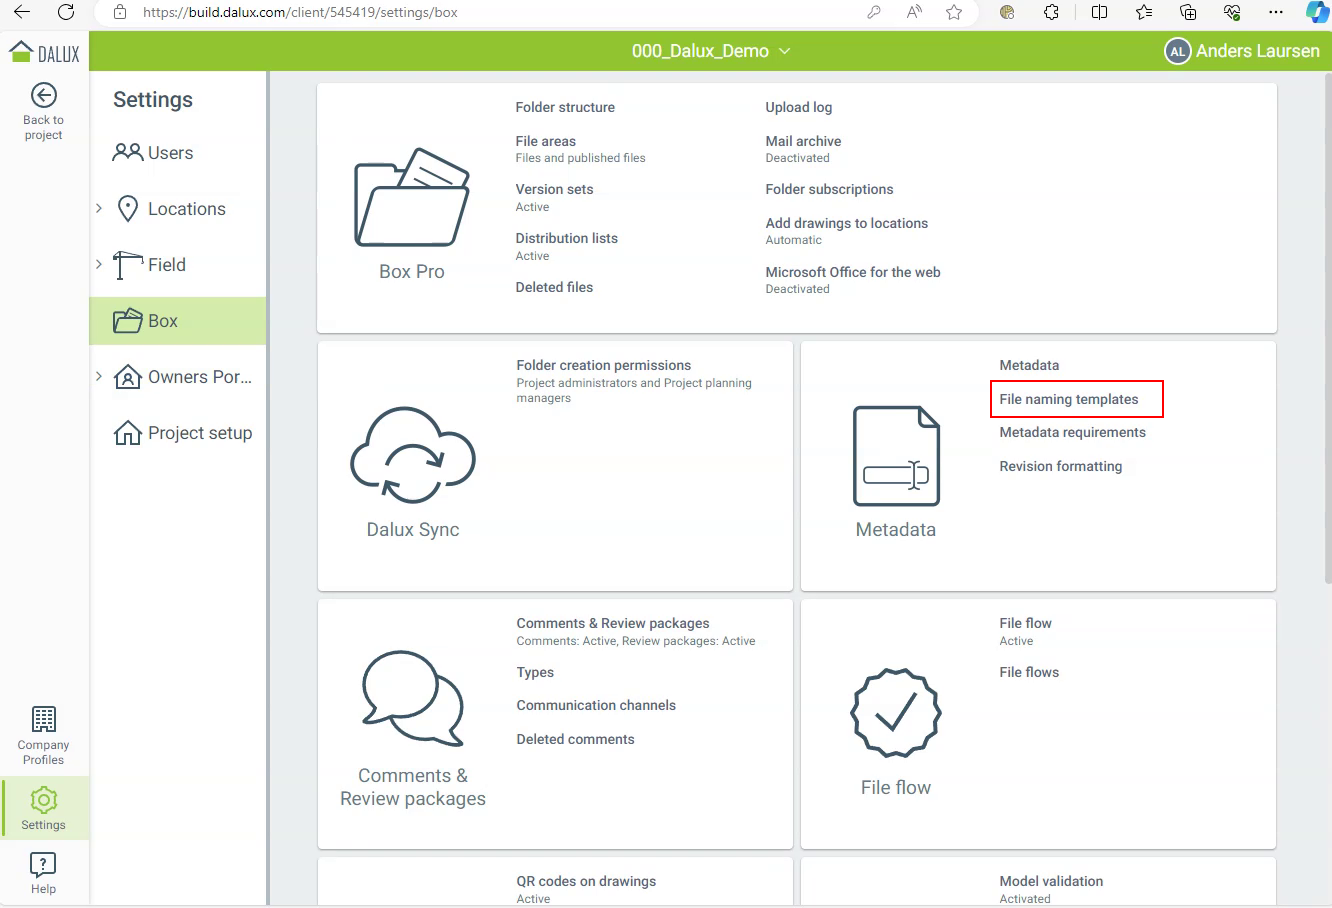 https://build.dalux.com/client/545419/settings/box
DALUX
000_Dalux_Demo
AL
Anders Laursen
Back to
project
Settings
Users
Locations
Field
Box
Owners Por...
Project setup
Company
Profiles
Settings
Help
Box Pro
Folder structure
File areas
Files and published files
Version sets
Active
Distribution lists
Active
Deleted files
Upload log
Mail archive
Deactivated
Folder subscriptions
Add drawings to locations
Automatic
Microsoft Office for the web
Deactivated
Dalux Sync
Folder creation permissions
Project administrators and Project planning
managers
Metadata
Metadata
File naming templates
Metadata requirements
Revision formatting
Comments &
Review packages
Comments & Review packages
Comments: Active, Review packages: Active
Types
Communication channels
Deleted comments
File flow
File flow
Active
File flows
QR codes on drawings
Active
Model validation
Activated